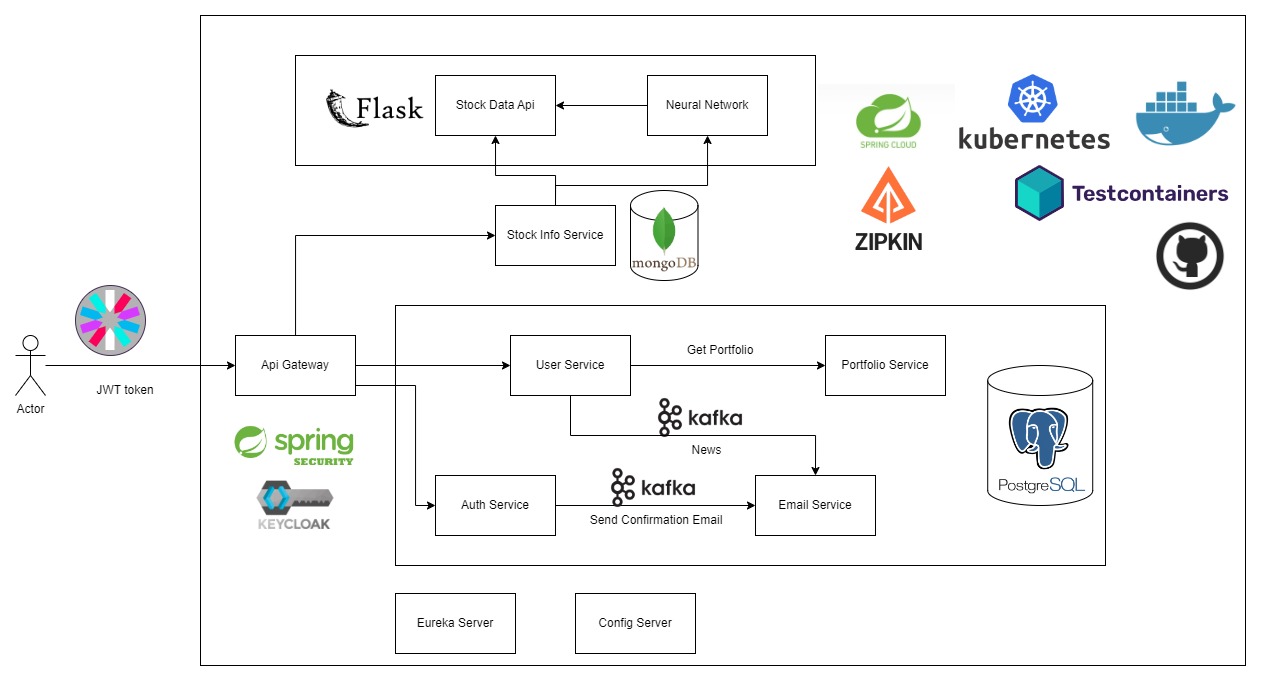 Flask
Stock Data Api
Neural Network
SPRING CLOUD
kubernetes
ZIPKIN
Testcontainers
Stock Info Service
mongoDB
Actor
JWT token
Api Gateway
User Service
Get Portfolio
Portfolio Service
kafka
News
spring
SECURITY
KEYCLOAK
Auth Service
kafka
Send Confirmation Email
Email Service
PostgreSQL
Eureka Server
Config Server